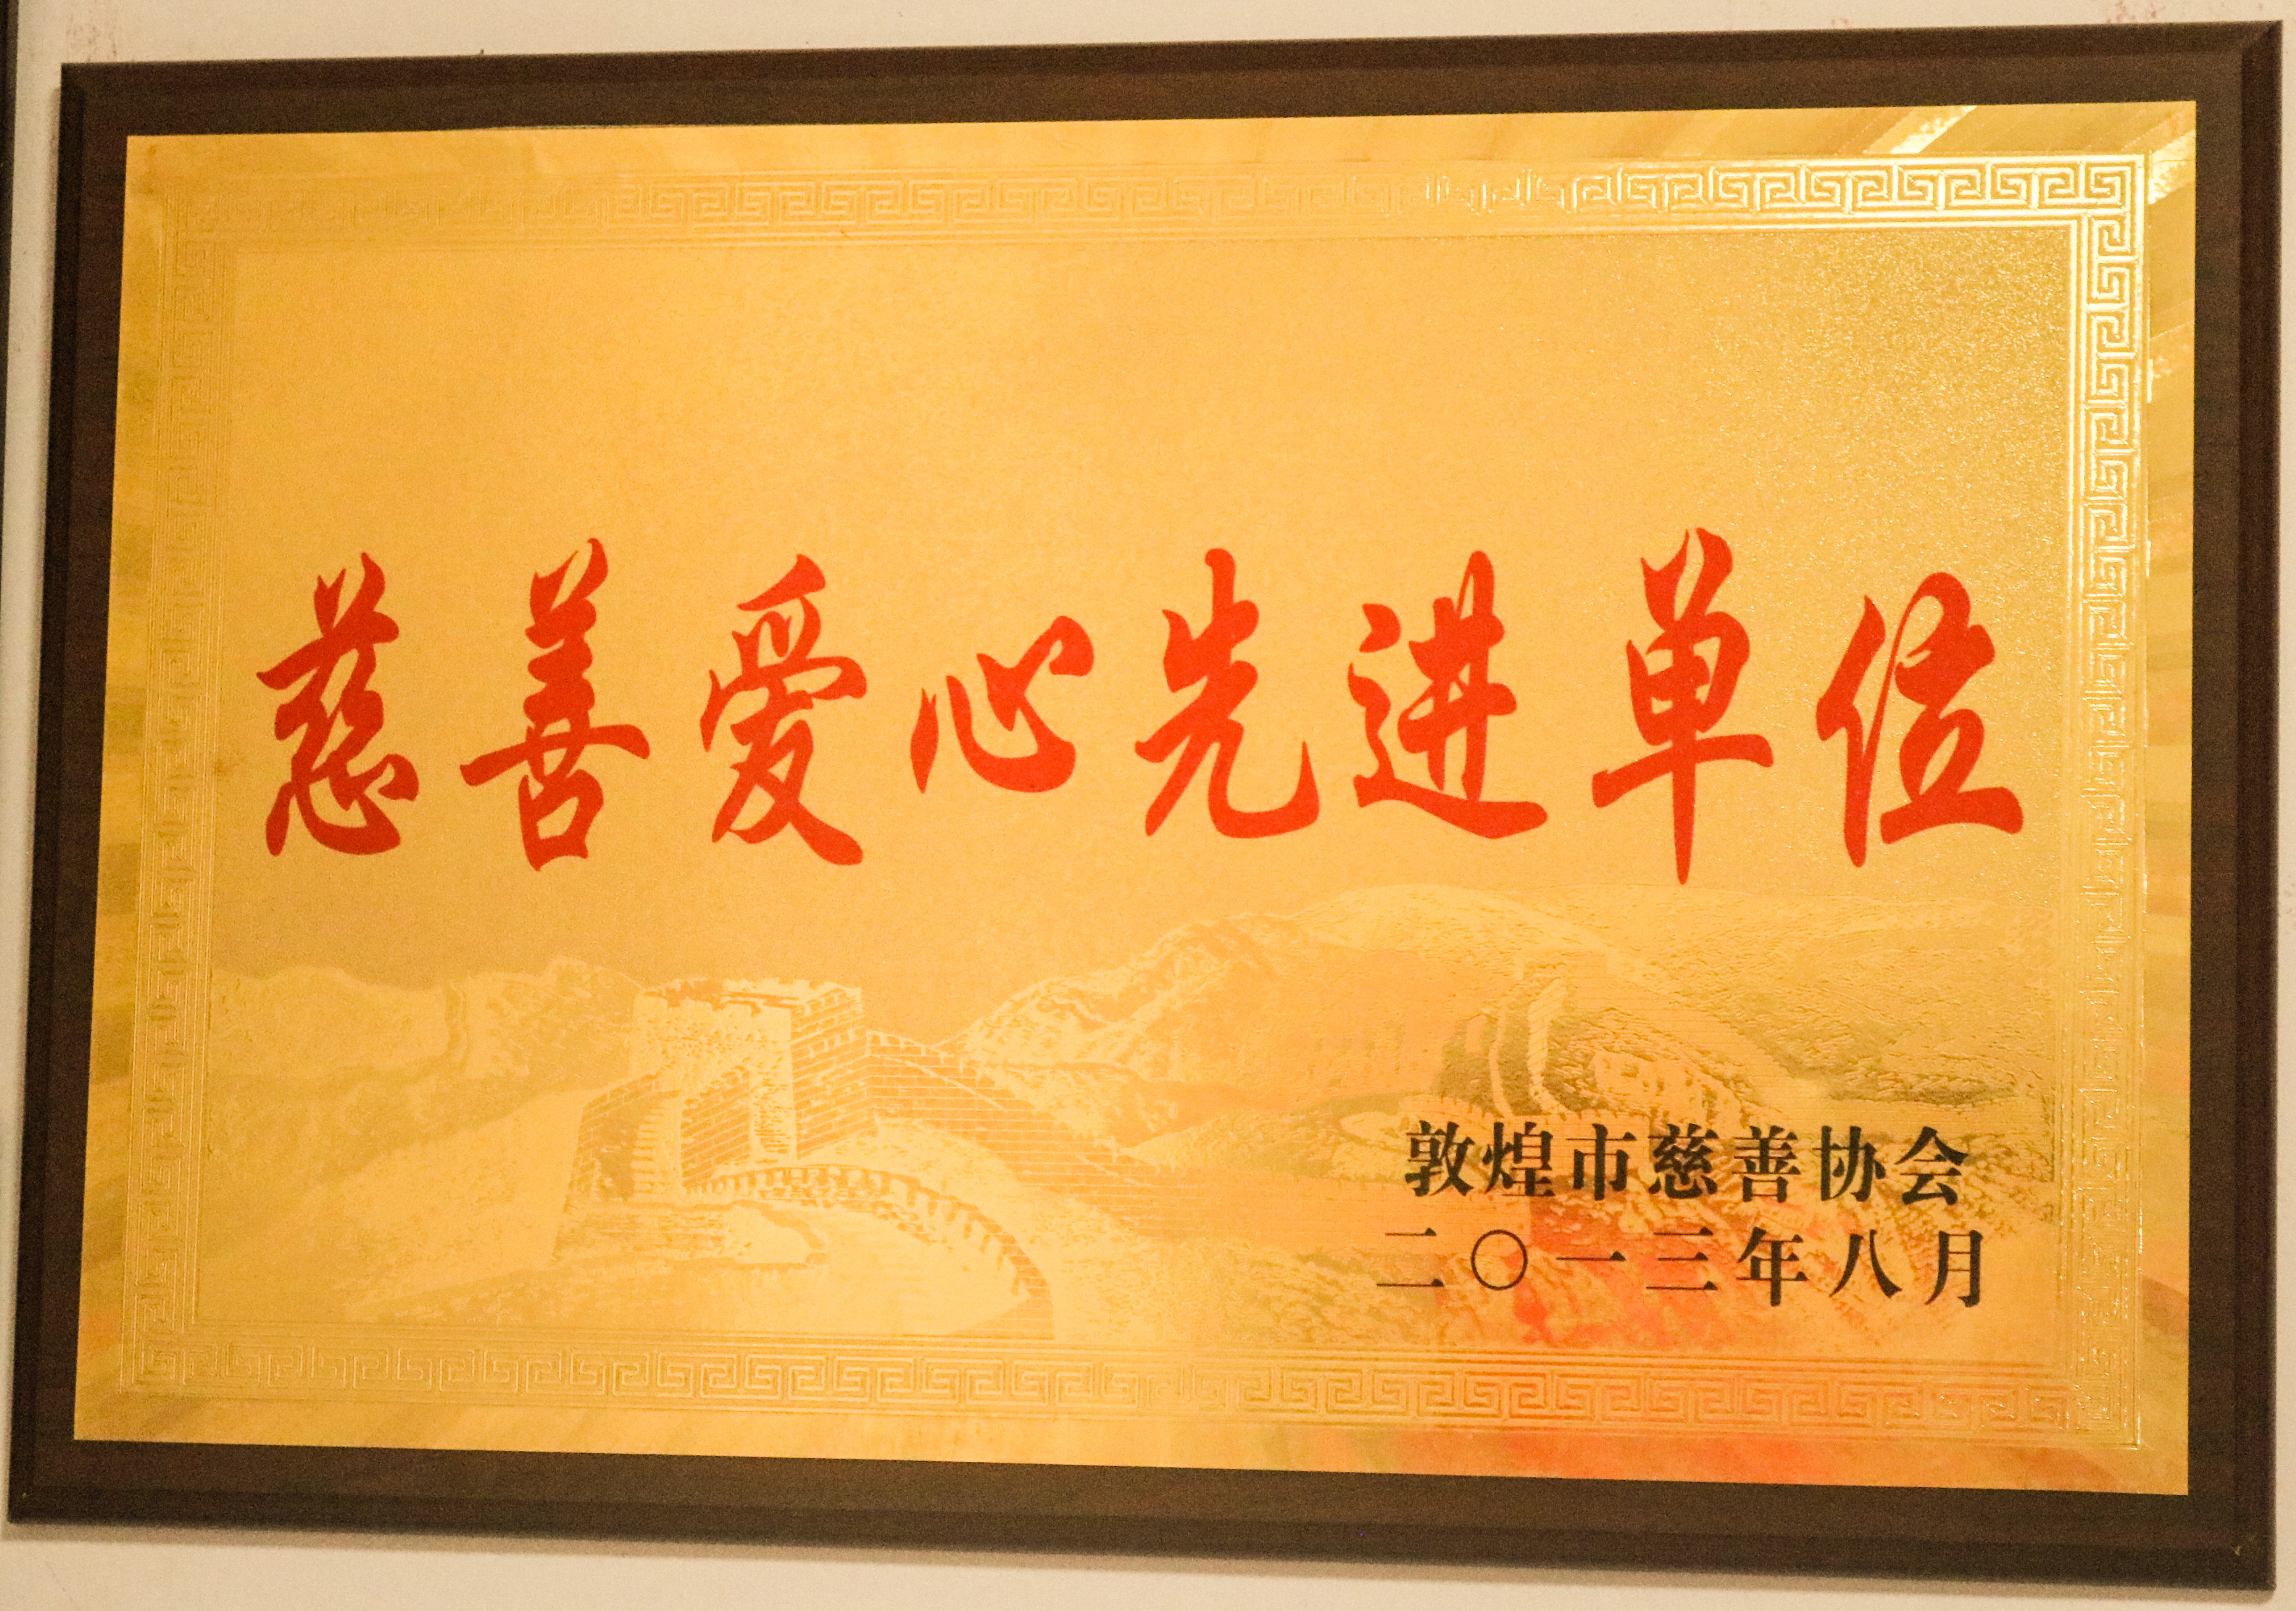 慈善爱心先进单位
敦煌市慈善协会
二〇一三年八月